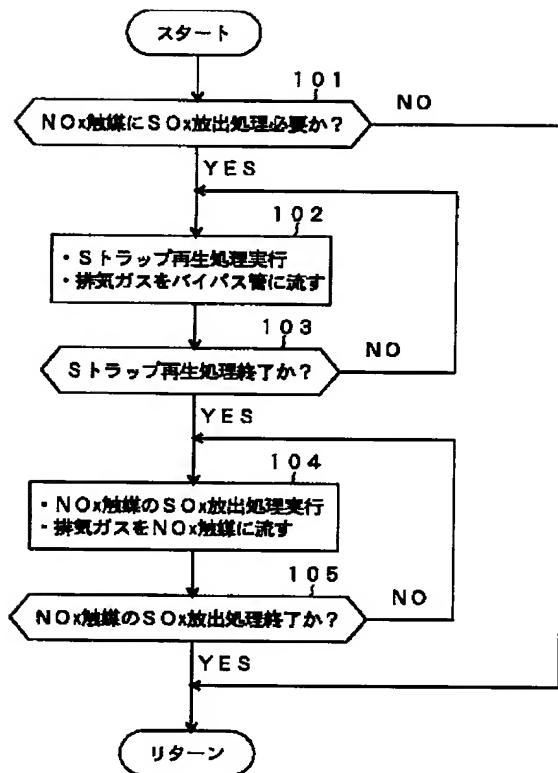 スタート
101
NOx触媒にSOx放出処理必要か?
NO
YES
102
・Sトラップ再生処理実行
・排気ガスをバイパス管に流す
103
Sトラップ再生処理終了か?
NO
YES
104
・NOx触媒のSOx放出処理実行
・排気ガスをNOx触媒に流す
105
NOx触媒のSOx放出処理終了か?
NO
YES
リターン